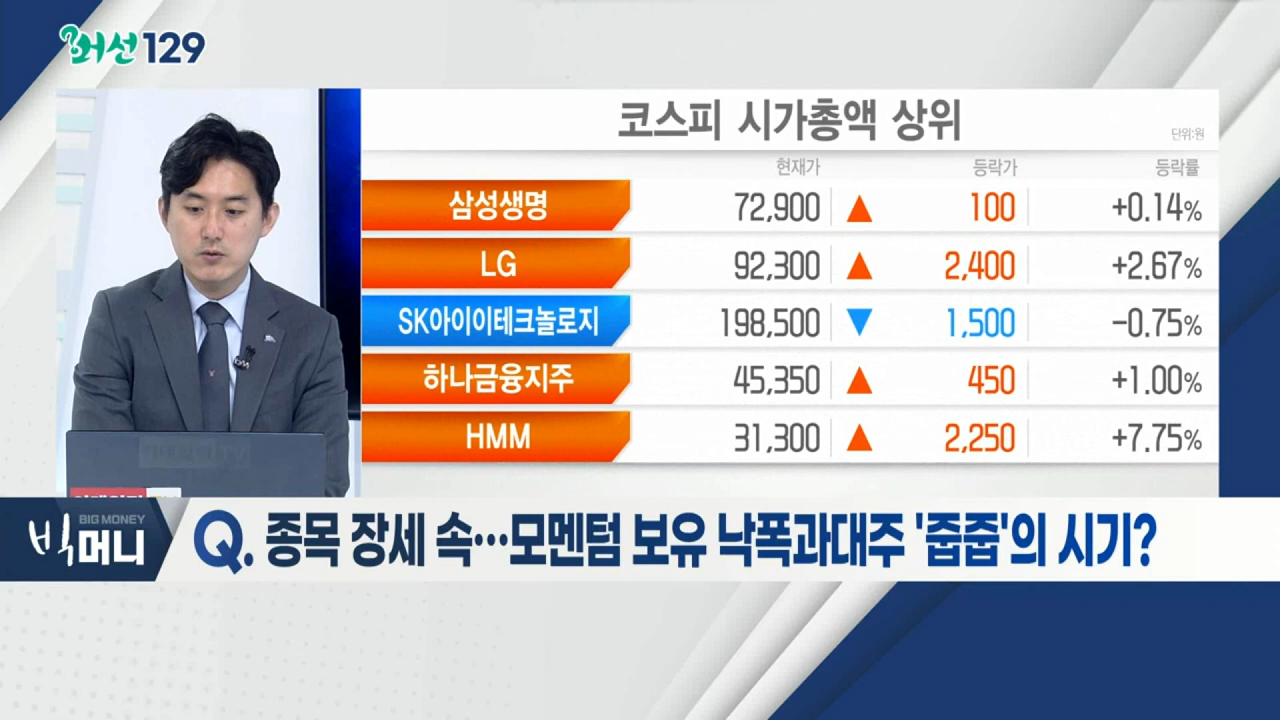 머선129
코스피 시가총액 상위
단위:원
현재가 등락가 등락률
삼성생명 72,900 ▲ 100 +0.14%
LG 92,300 ▲ 2,400 +2.67%
SK아이이테크놀로지 198,500 ▼ 1,500 -0.75%
하나금융지주 45,350 ▲ 450 +1.00%
HMM 31,300 ▲ 2,250 +7.75%
BIG MONEY
빅머니
Q. 종목 장세 속…모멘텀 보유 낙폭과대주 '줍줍'의 시기?